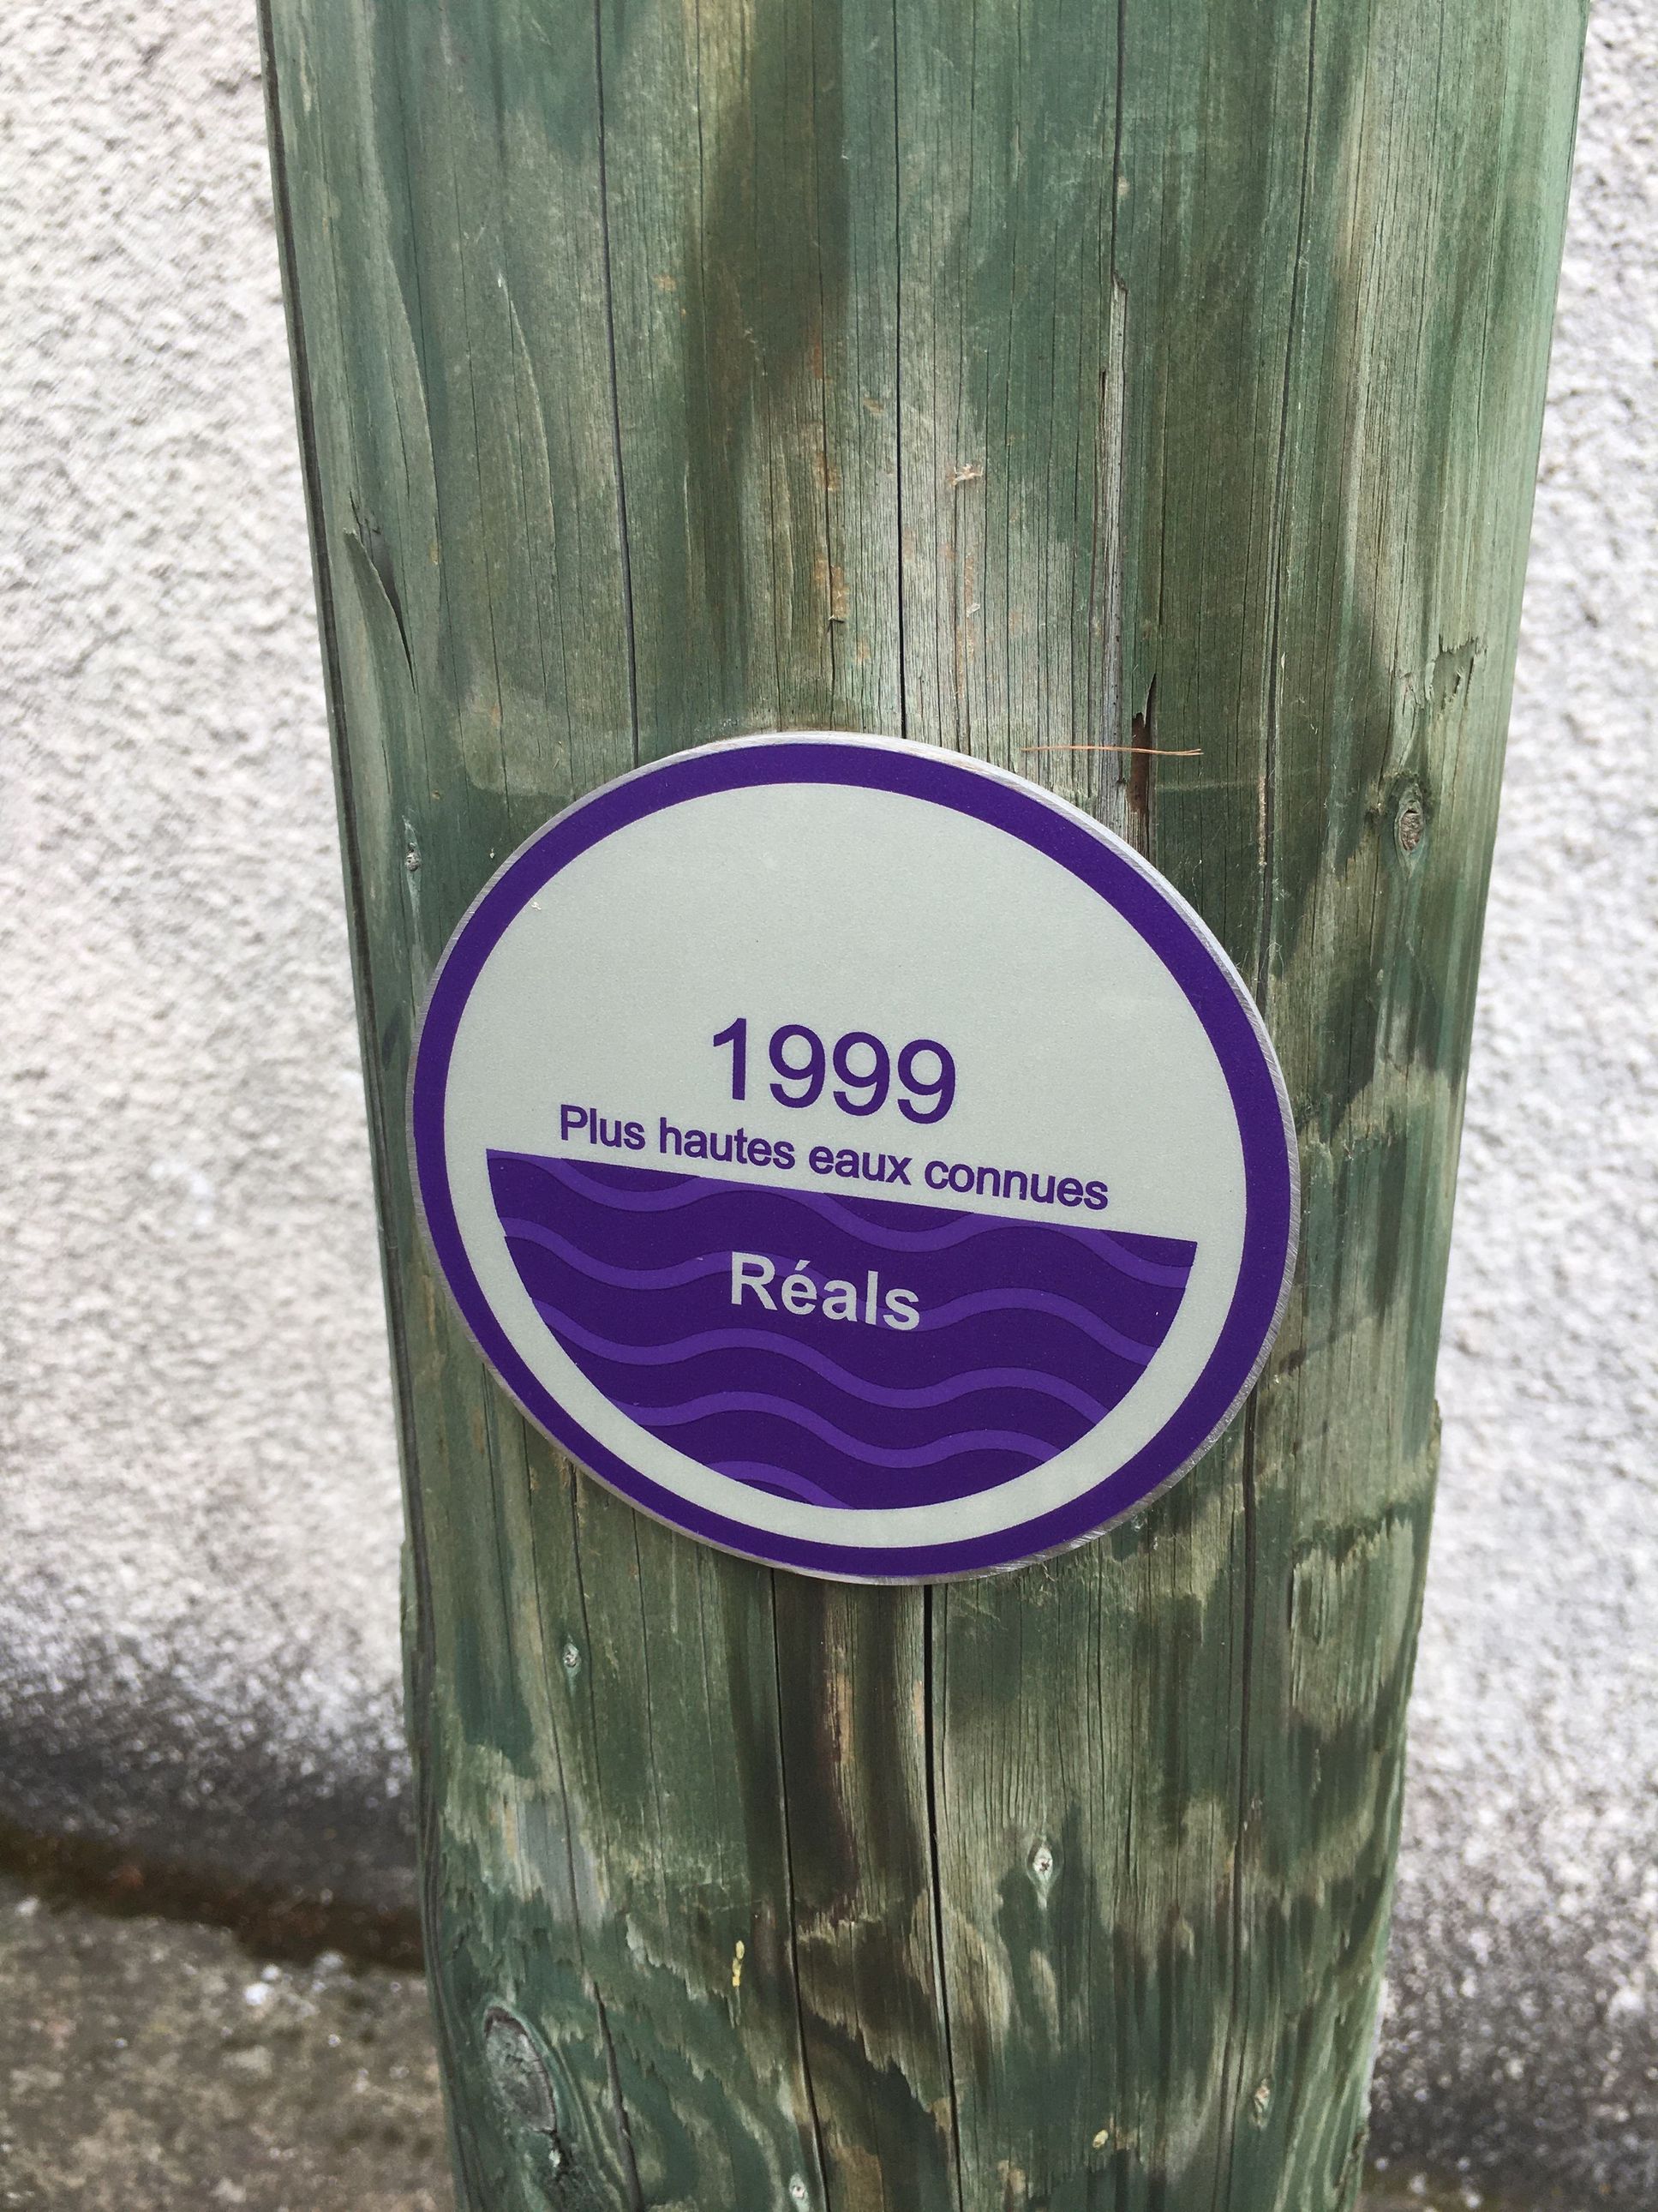 1999
Plus hautes eaux connues
Réals